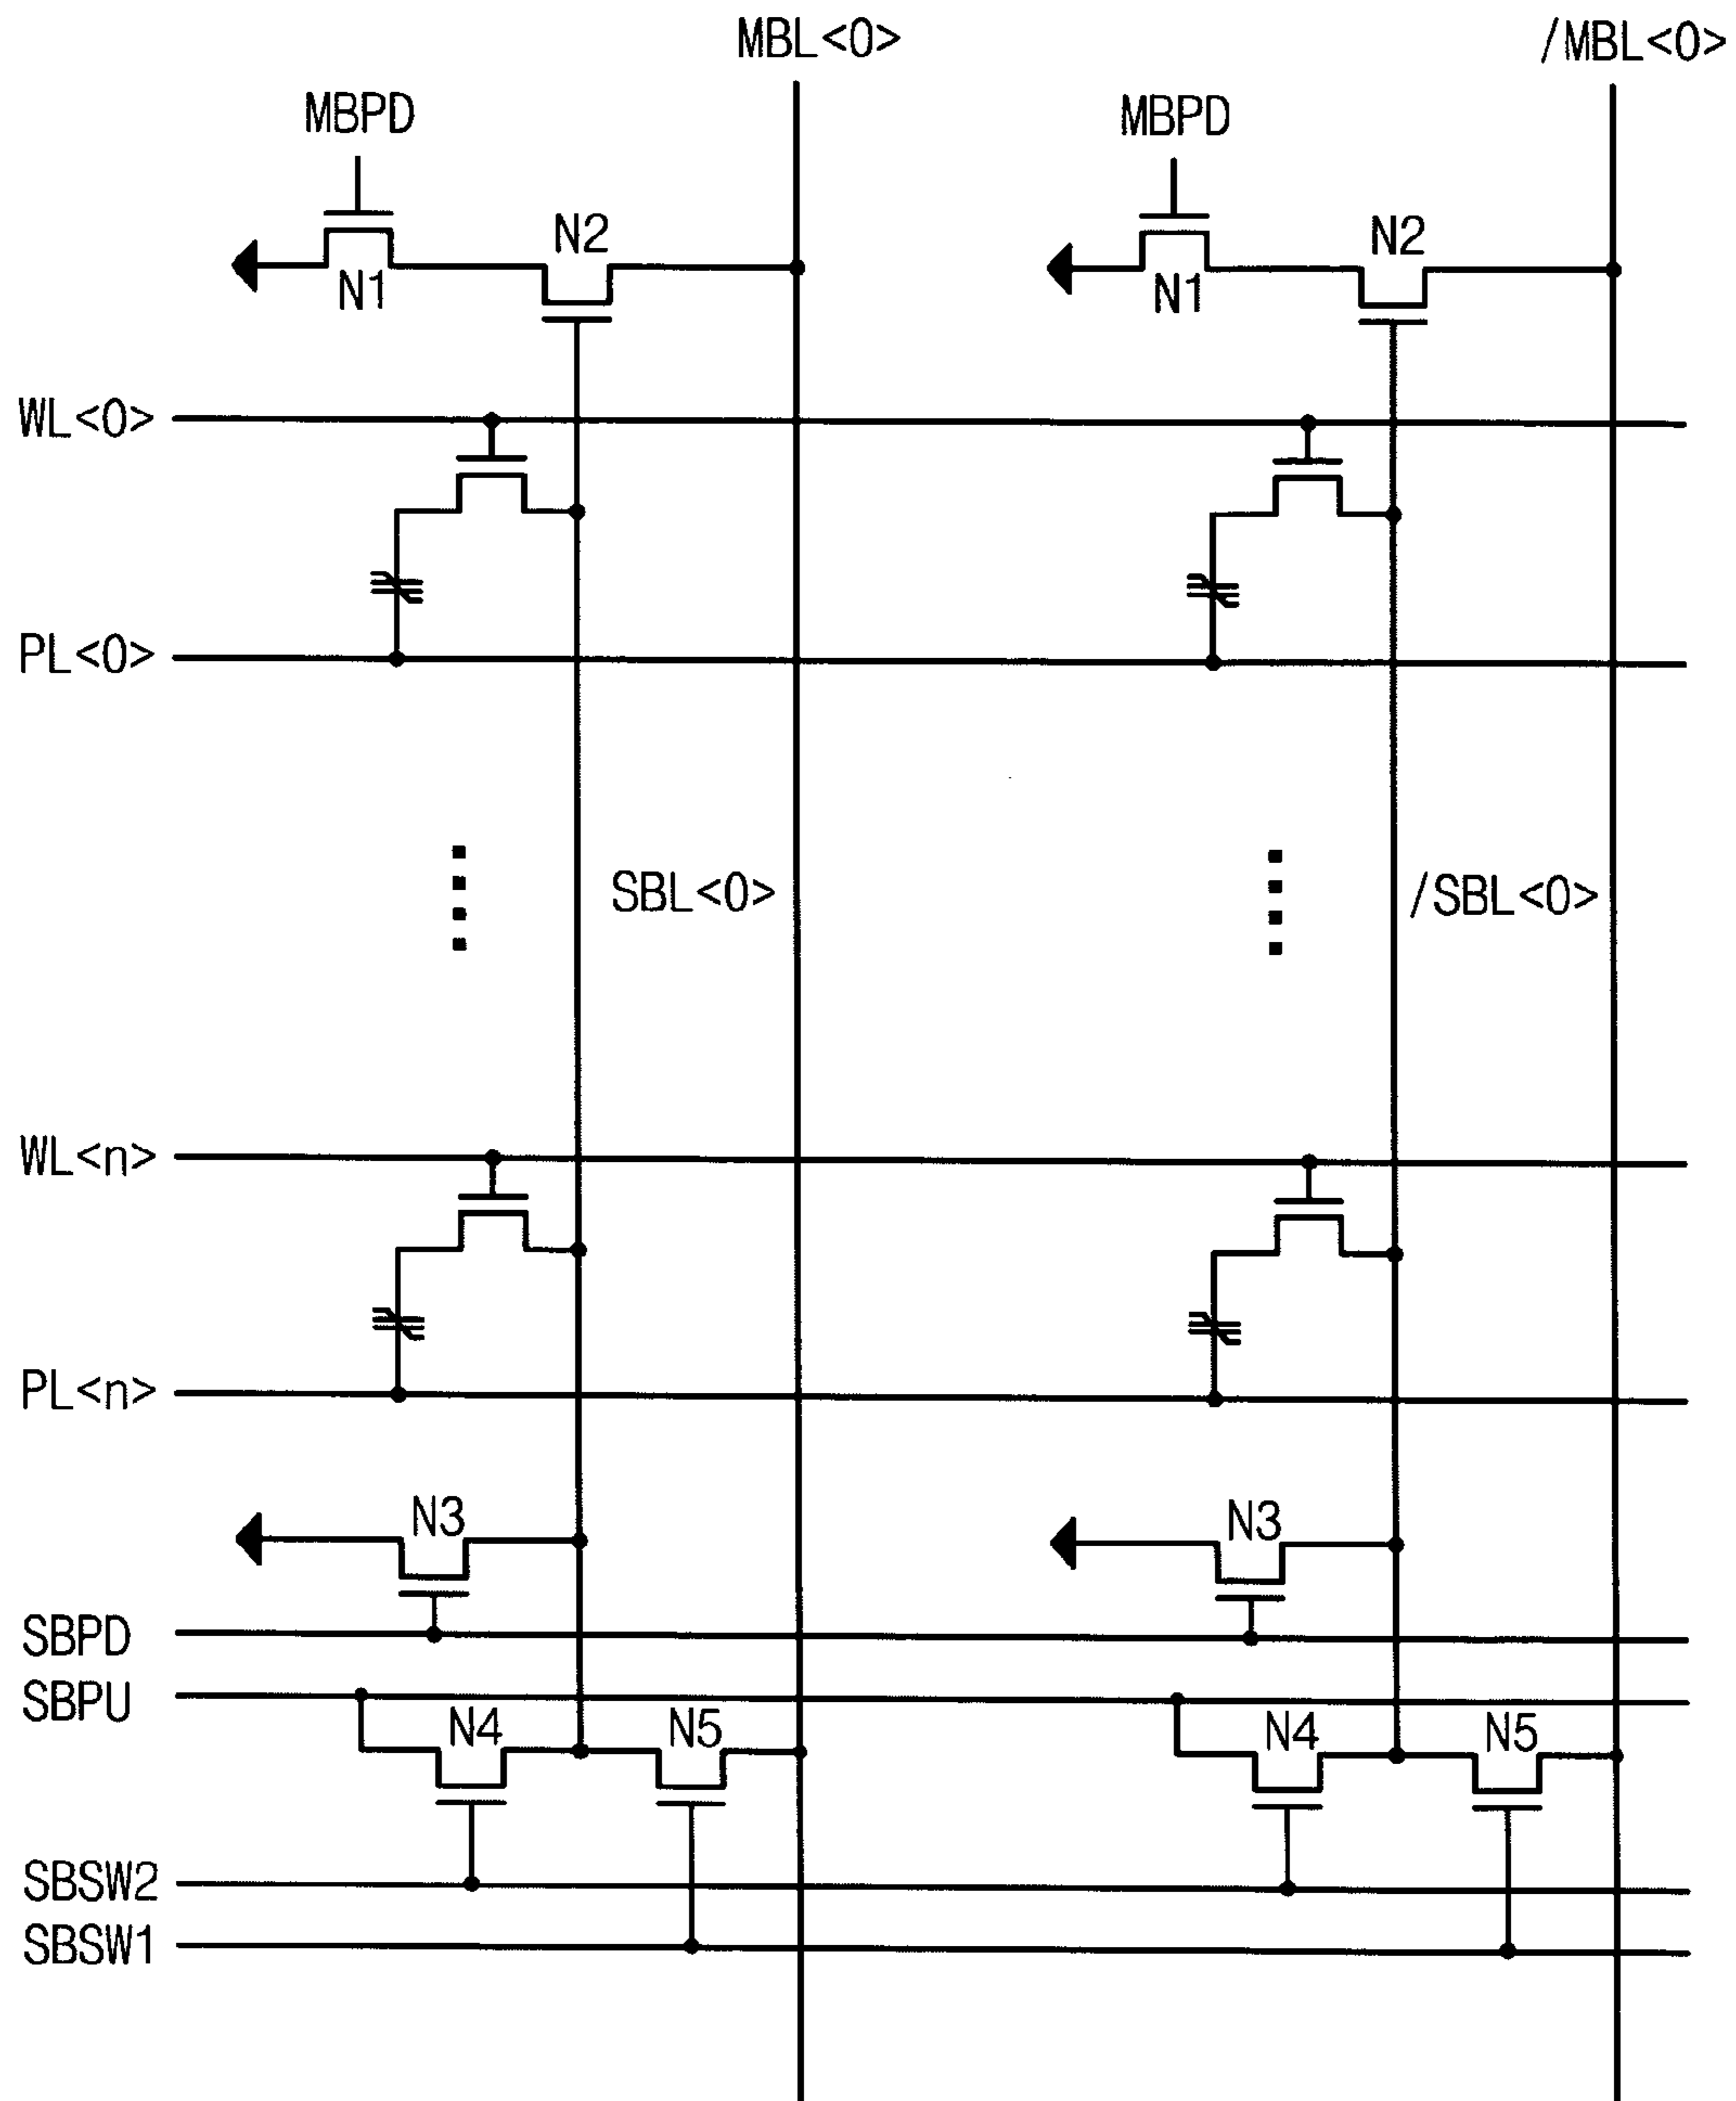 MBL<0> /MBL<0>
MBPD MBPD
N2 N2
N1 N1
WL<0>
PL<0>
SBL<0> /SBL<0>
WL<n>
PL<n>
N3 N3
SBPD
SBPU
N4 N5 N4 N5
SBSW2
SBSW1